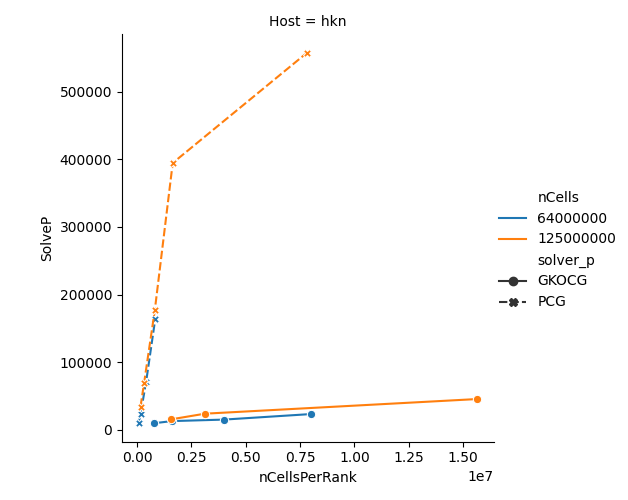 Host = hkn
500000
400000
300000
200000
100000
0
SolveP
0.00 0.25 0.50 0.75 1.00 1.25 1.50
1e7
nCellsPerRank
nCells
64000000
125000000
solver_p
GKOCG
PCG